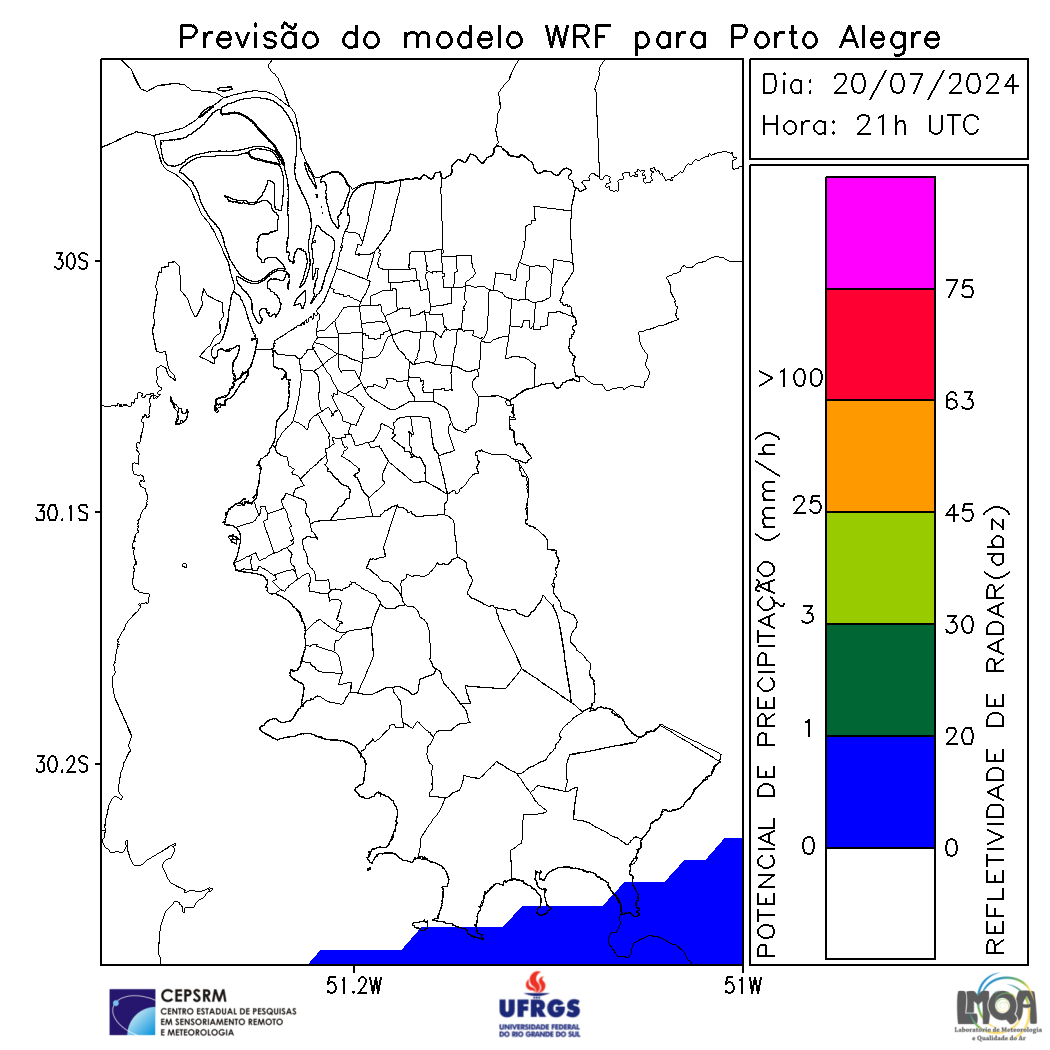 Previsão do modelo WRF para Porto Alegre
Dia: 20/07/2024
Hora: 21h UTC
30S
30.1S
30.2S
51.2W
51W
POTENCIAL DE PRECIPITAÇÃO (mm/h)
>100
25
3
1
0
75
63
45
30
20
0
REFLETIVIDADE DE RADAR(dbz)
CEPSRM
CENTRO ESTADUAL DE PESQUISAS
EM SENSORIAMENTO REMOTO
E METEOROLOGIA
UFRGS
UNIVERSIDADE FEDERAL
DO RIO GRANDE DO SUL
LMQA
Laboratório de Meteorologia
e Qualidade do Ar